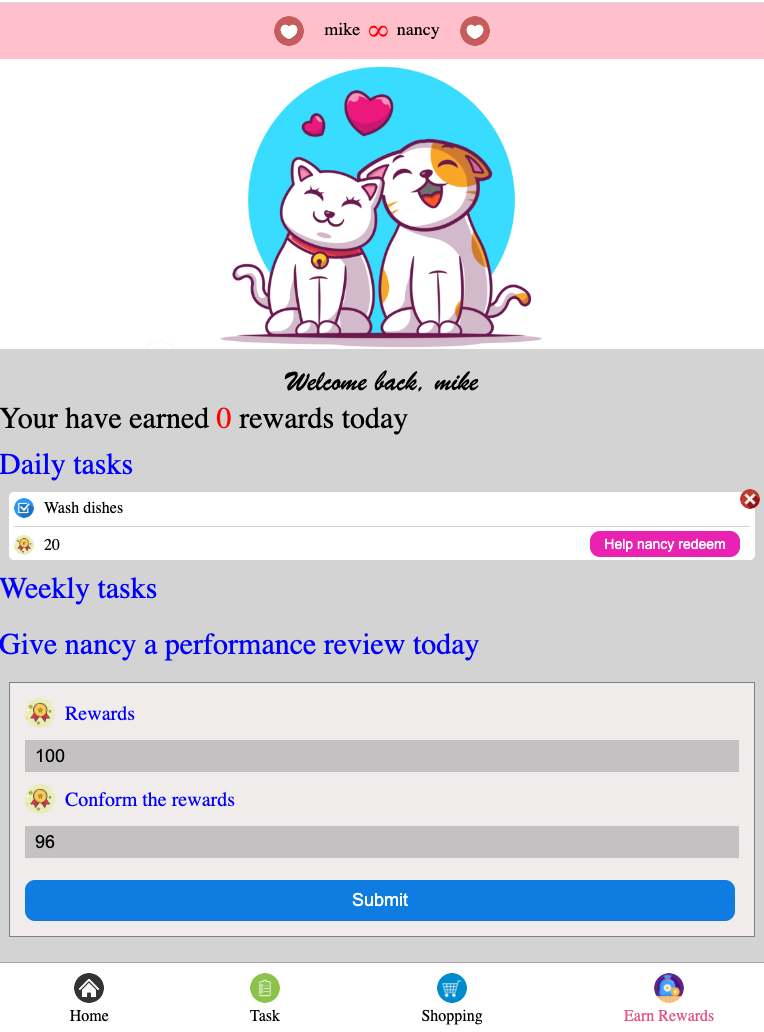 mike ∞ nancy
Welcome back, mike
Your have earned 0 rewards today
Daily tasks
Wash dishes
20 Help nancy redeem
Weekly tasks
Give nancy a performance review today
Rewards
100
Conform the rewards
96
Submit
Home Task Shopping Earn Rewards